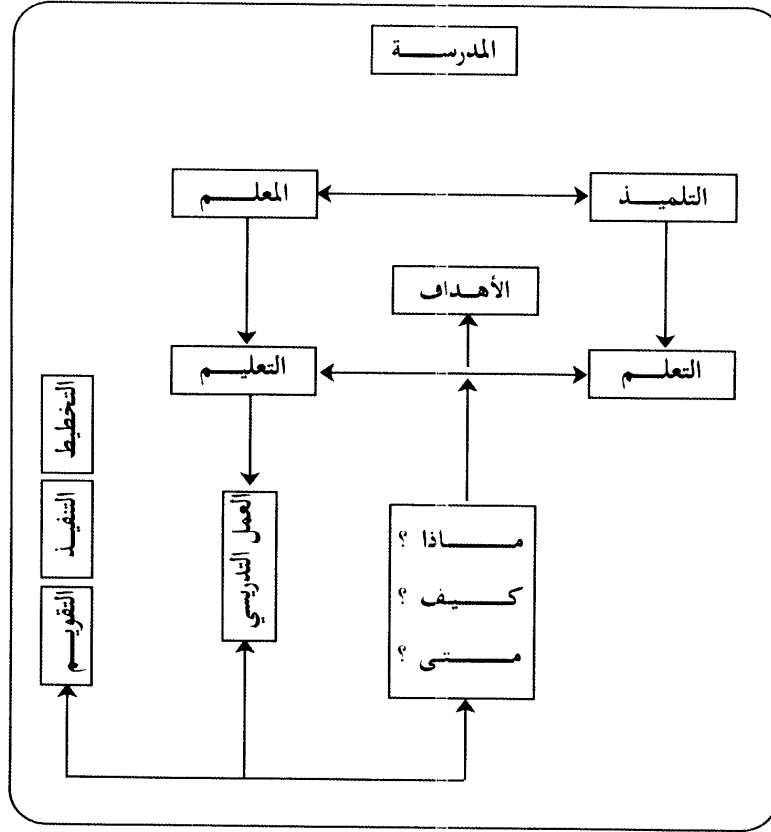 المدرسة
التلميذ
المعلم
الأهداف
التعلم
التعليم
ماذا ؟
كيف ؟
متى ؟
العمل التدريسي
التخطيط
التنفيذ
التقويم